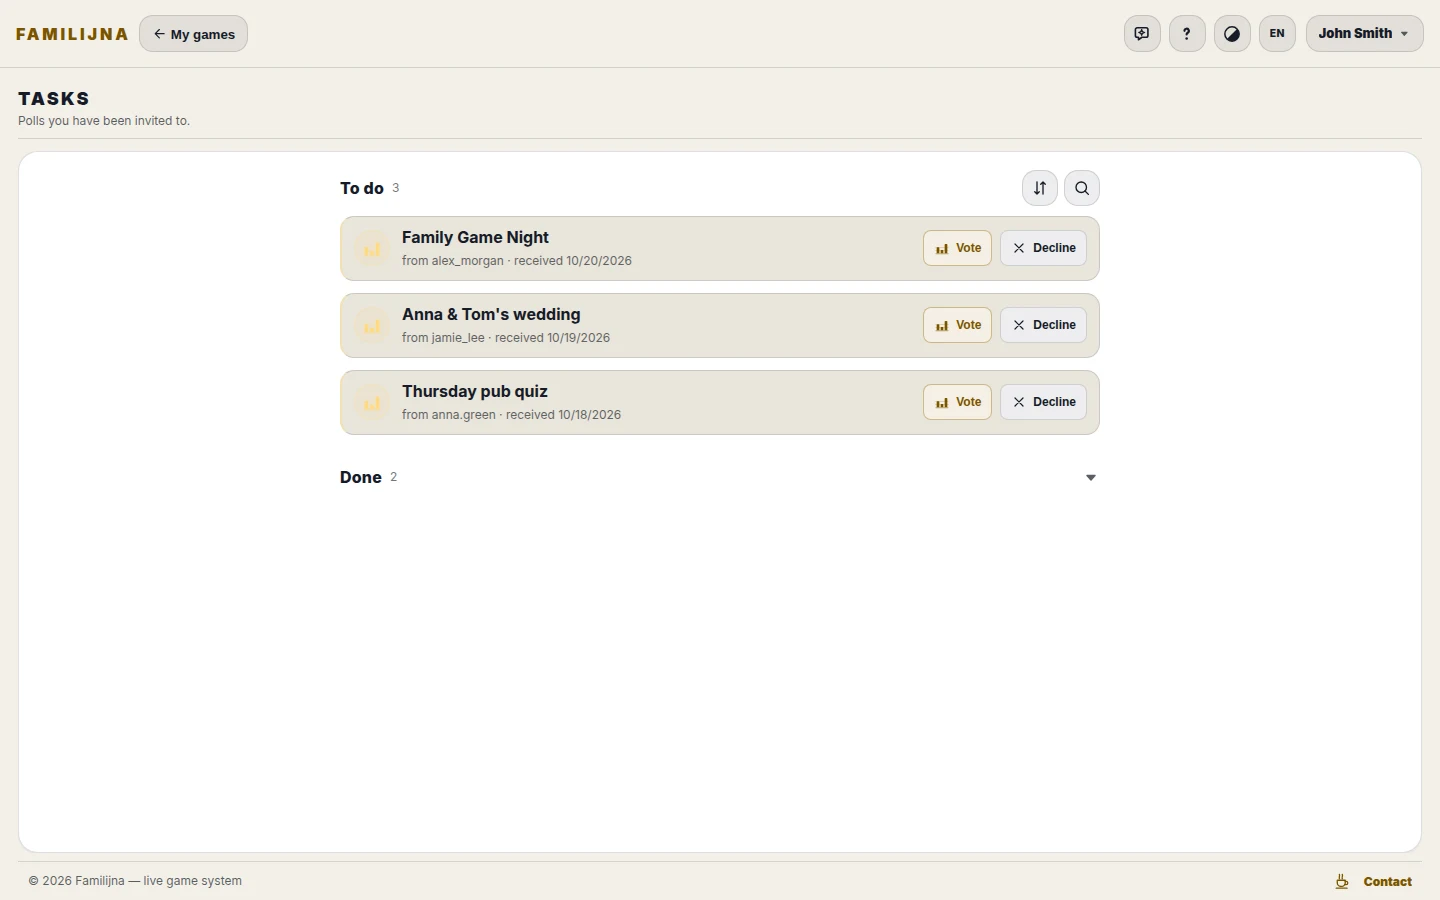 FAMILIJNA
My games
?
EN
John Smith
TASKS
Polls you have been invited to.
To do 3
Family Game Night
from alex_morgan · received 10/20/2026
Vote
Decline
Anna & Tom's wedding
from jamie_lee · received 10/19/2026
Vote
Decline
Thursday pub quiz
from anna.green · received 10/18/2026
Vote
Decline
Done 2
© 2026 Familijna — live game system
Contact